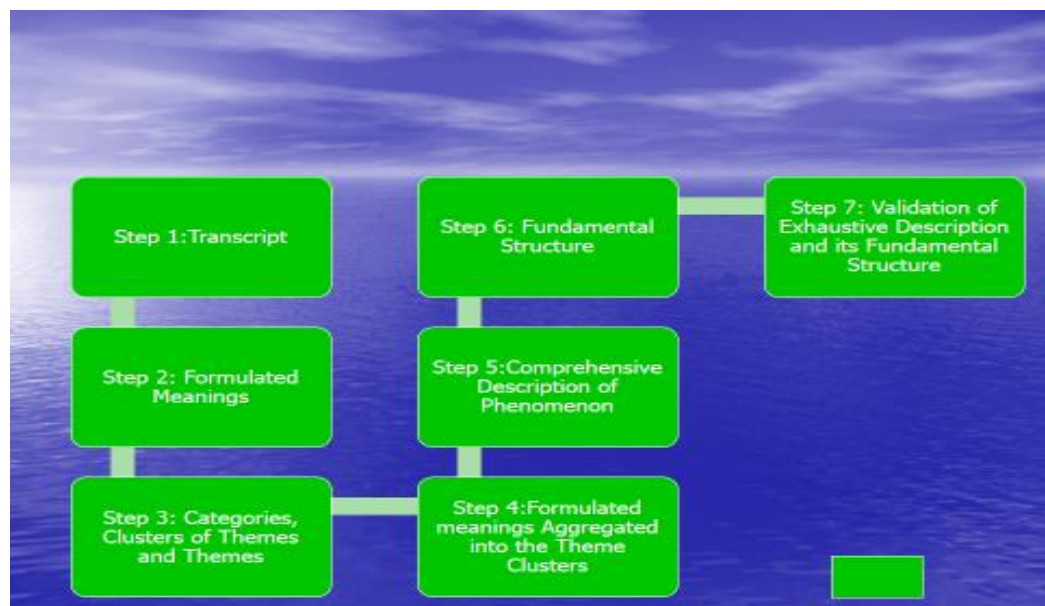 Step 1:Transcript
Step 2: Formulated
Meanings
Step 3: Categories,
Clusters of Themes
and Themes
Step 4:Formulated
meanings Aggregated
into the Theme
Clusters
Step 5:Comprehensive
Description of
Phenomenon
Step 6: Fundamental
Structure
Step 7: Validation of
Exhaustive Description
and its Fundamental
Structure